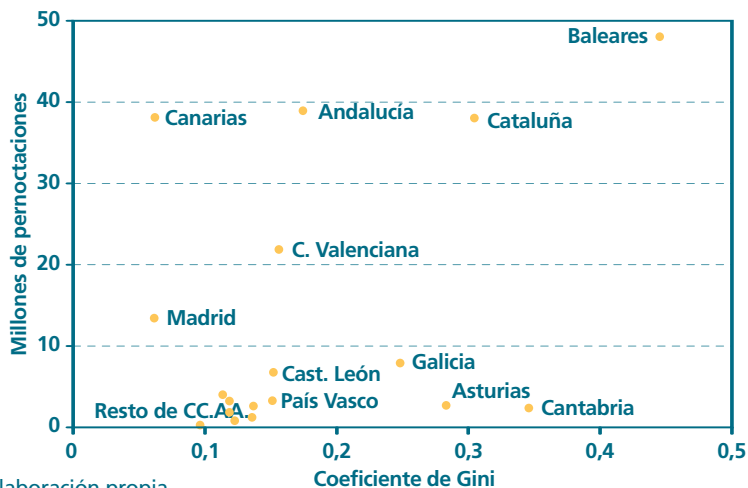 50
Baleares
40
Canarias
Andalucía
Cataluña
Millones de pernoctaciones
30
C. Valenciana
20
Madrid
10
Galicia
Cast. León
Asturias
Resto de CC.AA.
País Vasco
Cantabria
0
0 0,1 0,2 0,3 0,4 0,5
Coeficiente de Gini
laboración propia